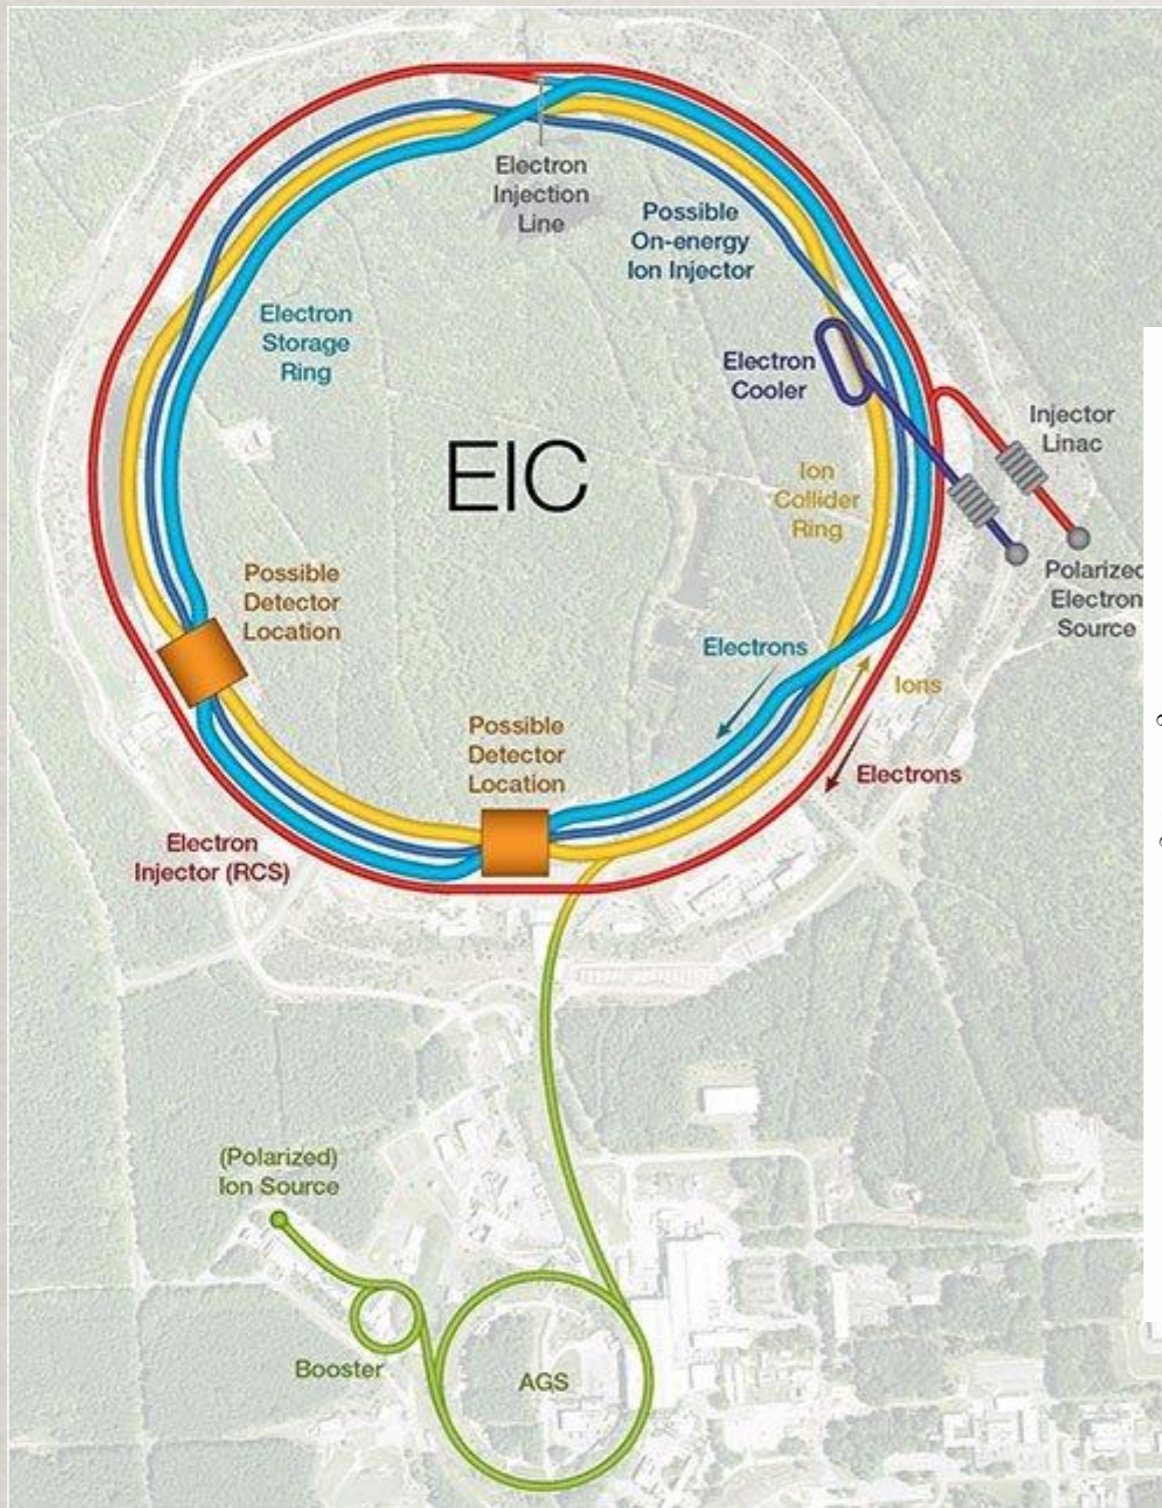 Electron
Injection
Line
Possible
On-energy
Ion Injector
Electron
Storage
Ring
Electron
Cooler
Injector
Linac
EIC
Ion
Collider
Ring
Polarized
Electron
Source
Possible
Detector
Location
Electrons
Ions
Possible
Detector
Location
Electrons
Electron
Injector (RCS)
(Polarized)
Ion Source
Booster
AGS